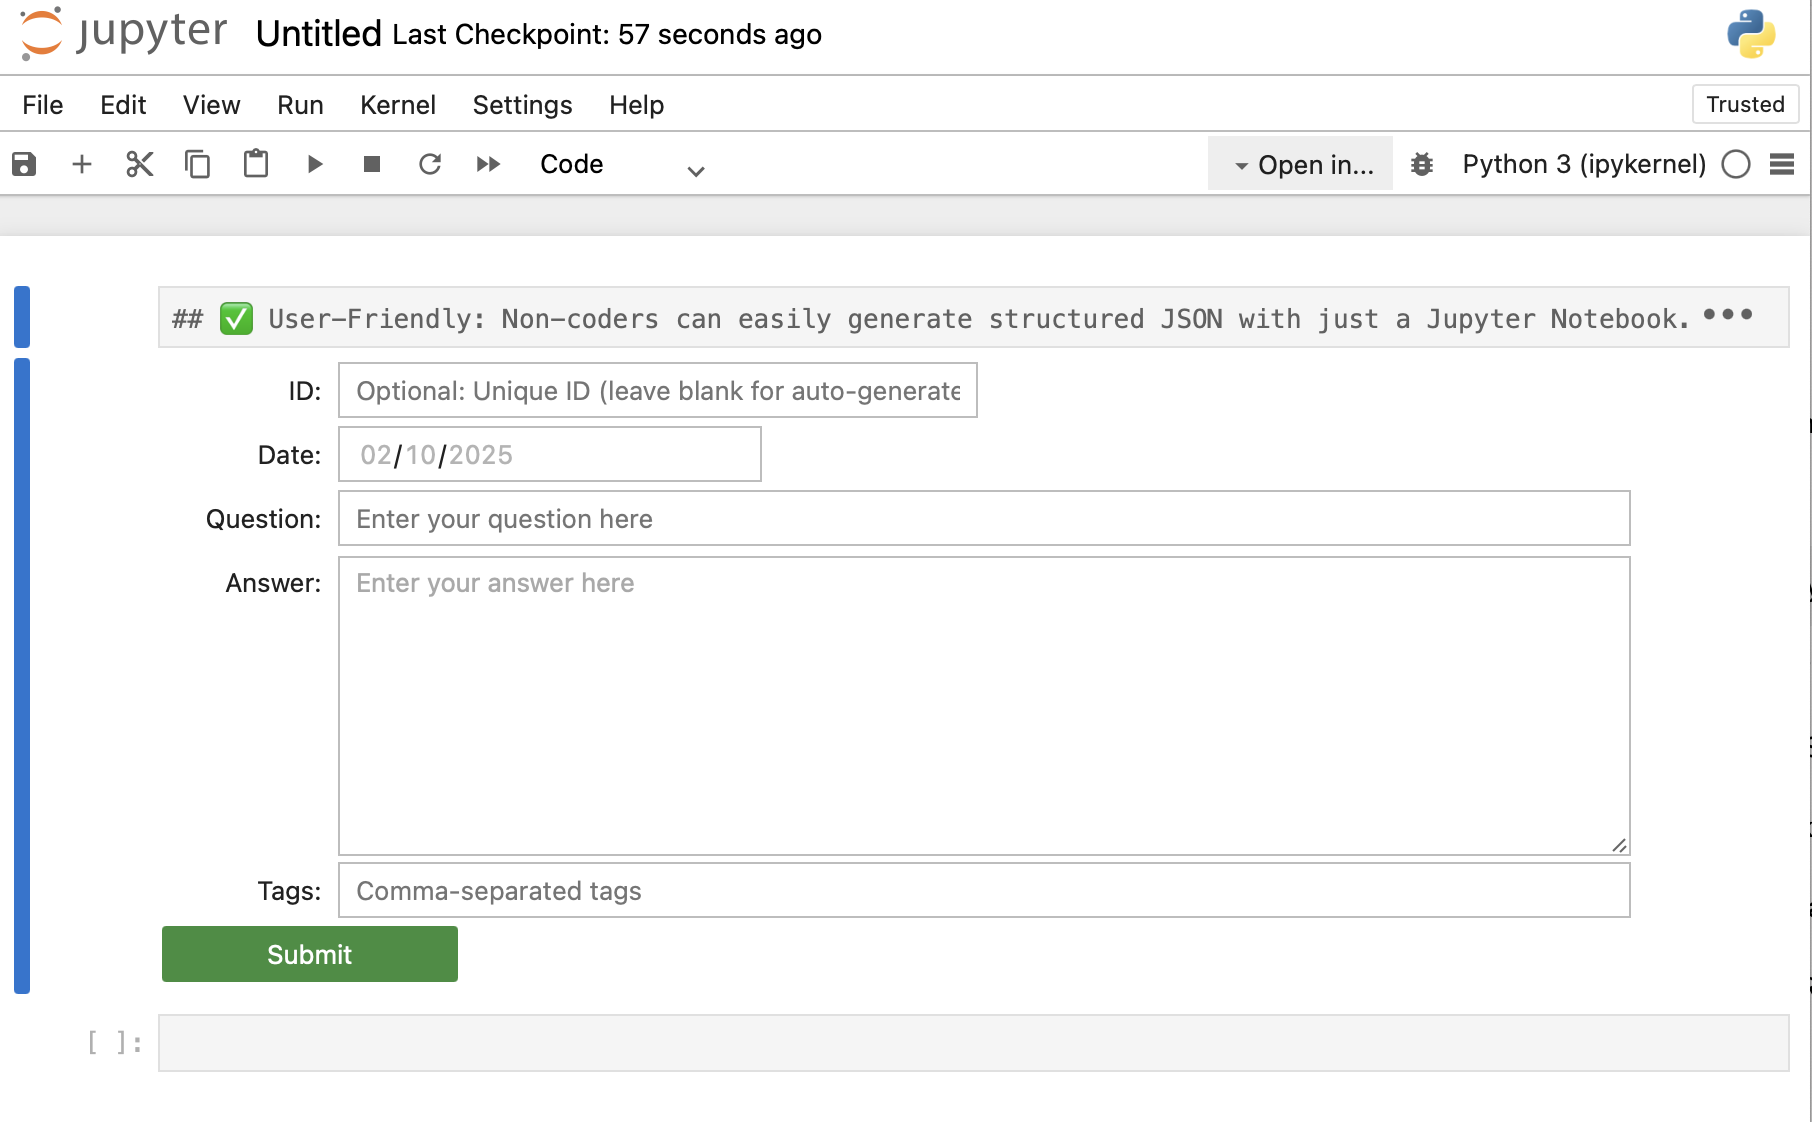 jupyter Untitled Last Checkpoint: 57 seconds ago
File Edit View Run Kernel Settings Help Trusted
Code Open in... Python 3 (ipykernel)
## ✅ User-Friendly: Non-coders can easily generate structured JSON with just a Jupyter Notebook. •••
ID: Optional: Unique ID (leave blank for auto-generate
Date: 02/10/2025
Question: Enter your question here
Answer: Enter your answer here
Tags: Comma-separated tags
Submit
[ ]: